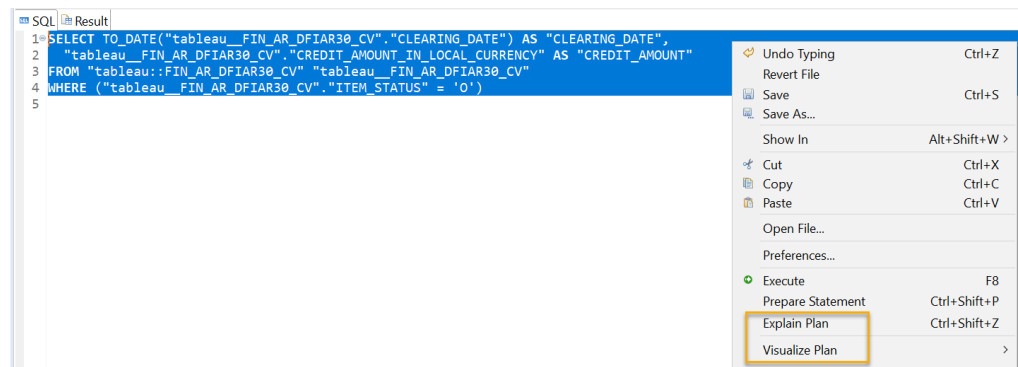 SQL Result
1 SELECT TO_DATE("tableau__FIN_AR_DFIAR30_CV"."CLEARING_DATE") AS "CLEARING_DATE",
2 "tableau__FIN_AR_DFIAR30_CV"."CREDIT_AMOUNT_IN_LOCAL_CURRENCY" AS "CREDIT_AMOUNT"
3 FROM "tableau::FIN_AR_DFIAR30_CV" "tableau__FIN_AR_DFIAR30_CV"
4 WHERE ("tableau__FIN_AR_DFIAR30_CV"."ITEM_STATUS" = 'O')
5
Undo Typing Ctrl+Z
Revert File
Save Ctrl+S
Save As...
Show In Alt+Shift+W >
Cut Ctrl+X
Copy Ctrl+C
Paste Ctrl+V
Open File...
Preferences...
Execute F8
Prepare Statement Ctrl+Shift+P
Explain Plan Ctrl+Shift+Z
Visualize Plan >